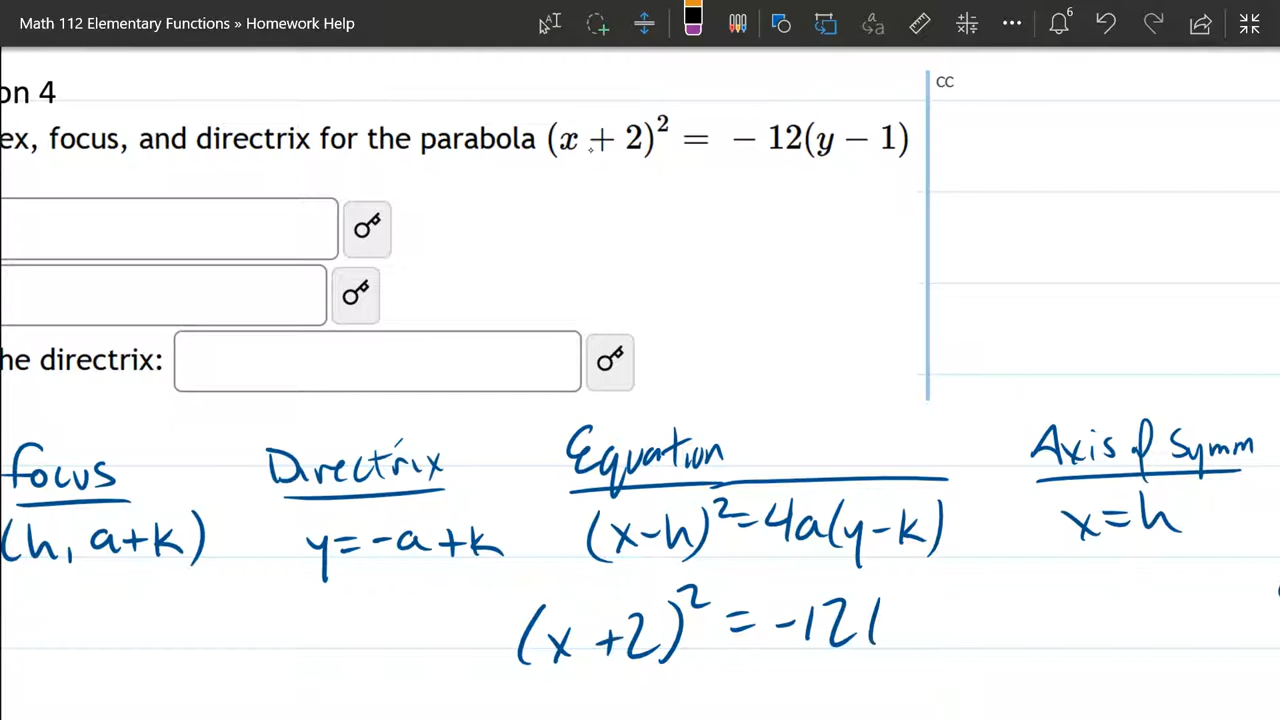 Math 112 Elementary Functions » Homework Help
6
on 4
ex, focus, and directrix for the parabola (x + 2)² = − 12(y − 1)
CC
he directrix:
focus Directrix Equation Axis of Symm
(h, a+k) y=-a+k (x-h)²=4a(y-k) x=h
(x+2)²=-12(